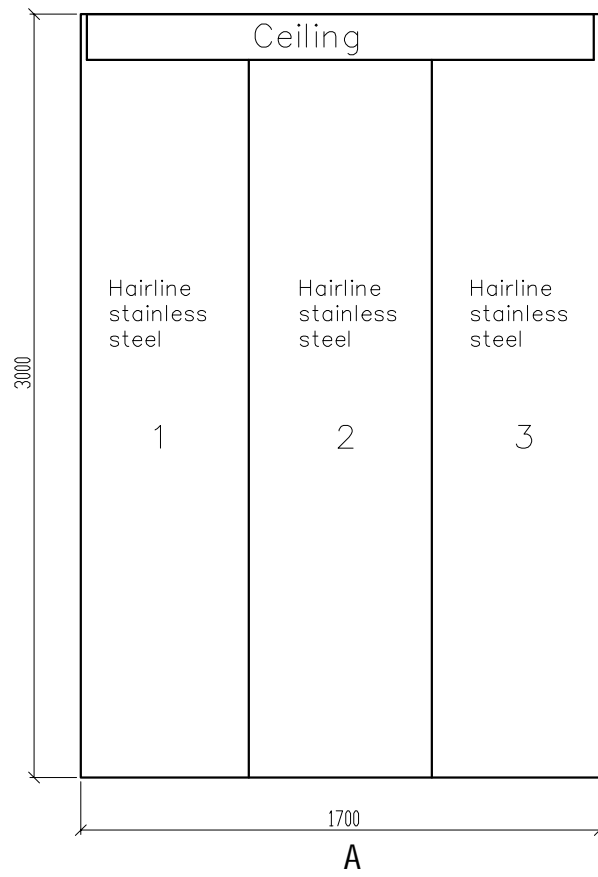 Ceiling
Hairline
stainless
steel
Hairline
stainless
steel
Hairline
stainless
steel
3000
1
2
3
1700
A